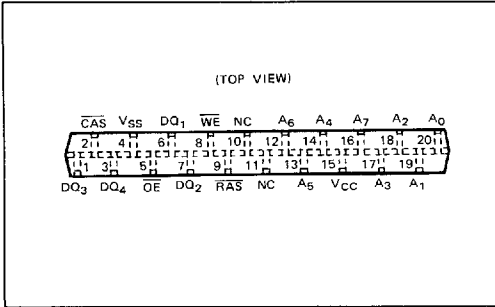 (TOP VIEW)
CAS VSS DQ1 WE NC A6 A4 A7 A2 A0
2 4 6 8 10 12 14 16 18 20
1 3 5 7 9 11 13 15 17 19
DQ3 DQ4 OE DQ2 RAS NC A5 VCC A3 A1